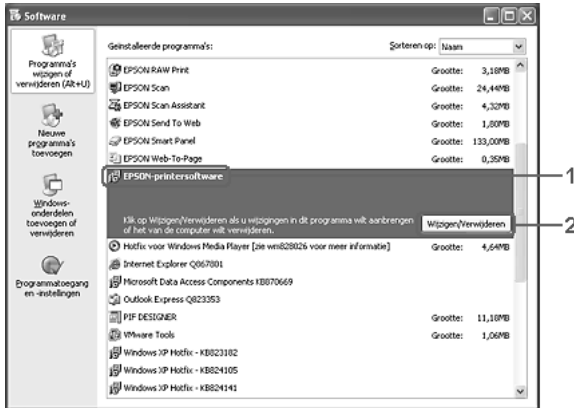 Software
Programma's
wijzigen of
verwijderen (Alt+U)
Nieuwe
programma's
toevoegen
Windows-
onderdelen
toevoegen of
verwijderen
Programmatoegang
en -instellingen
Geïnstalleerde programma's:
Sorteren op: Naam
EPSON RAW Print Grootte: 3,18MB
EPSON Scan Grootte: 24,44MB
EPSON Scan Assistant Grootte: 4,32MB
EPSON Send To Web Grootte: 1,80MB
EPSON Smart Panel Grootte: 133,00MB
EPSON Web-To-Page Grootte: 0,35MB
EPSON-printersoftware
1
Klik op Wijzigen/Verwijderen als u wijzigingen in dit programma wilt aanbrengen
of het van de computer wilt verwijderen.
Wijzigen/Verwijderen
2
Hotfix voor Windows Media Player [zie wm828026 voor meer informatie] Grootte: 4,64MB
Internet Explorer Q867801
Microsoft Data Access Components KB870669
Outlook Express Q823353
PIF DESIGNER Grootte: 11,18MB
VMware Tools Grootte: 1,06MB
Windows XP Hotfix - KB823182
Windows XP Hotfix - KB824105
Windows XP Hotfix - KB824141